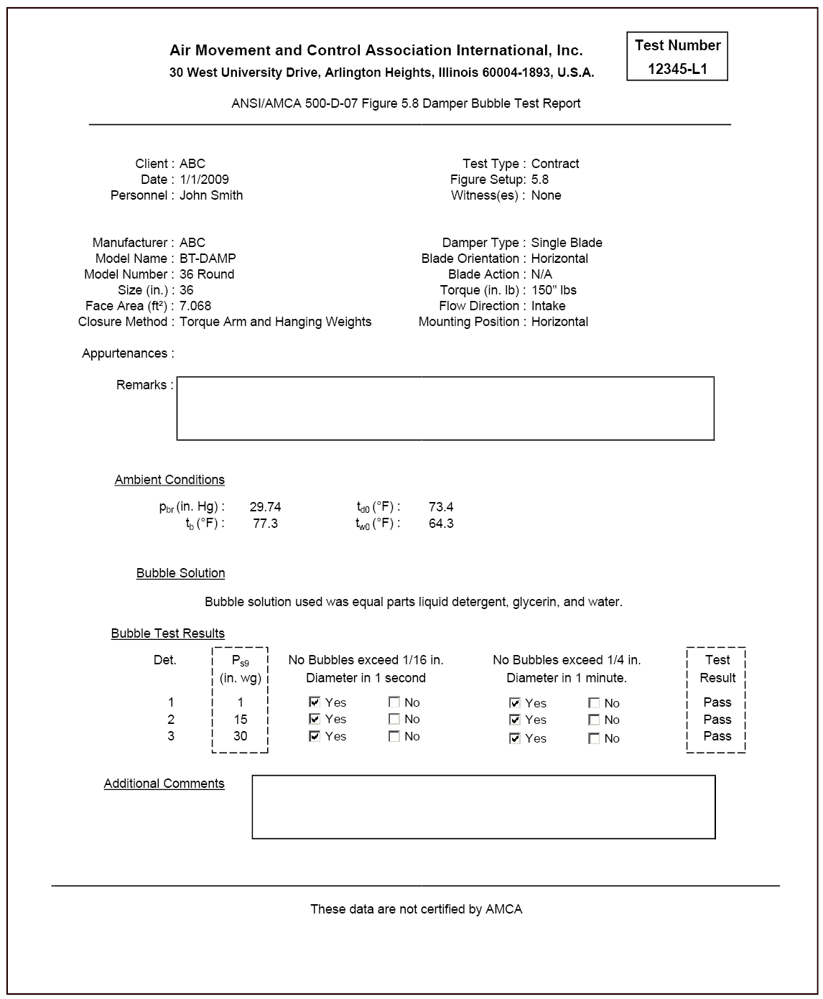 Air Movement and Control Association International, Inc.
30 West University Drive, Arlington Heights, Illinois 60004-1893, U.S.A.
Test Number
12345-L1
ANSI/AMCA 500-D-07 Figure 5.8 Damper Bubble Test Report
Client : ABC
Date : 1/1/2009
Personnel : John Smith
Test Type : Contract
Figure Setup: 5.8
Witness(es) : None
Manufacturer : ABC
Model Name : BT-DAMP
Model Number : 36 Round
Size (in.) : 36
Face Area (ft²) : 7.068
Closure Method : Torque Arm and Hanging Weights
Damper Type : Single Blade
Blade Orientation : Horizontal
Blade Action : N/A
Torque (in. lb) : 150" lbs
Flow Direction : Intake
Mounting Position : Horizontal
Appurtenances :
Remarks :
Ambient Conditions
pbr (in. Hg) : 29.74 td0 (°F) : 73.4
tb (°F) : 77.3 tw0 (°F) : 64.3
Bubble Solution
Bubble solution used was equal parts liquid detergent, glycerin, and water.
Bubble Test Results
Det. Ps9 No Bubbles exceed 1/16 in. No Bubbles exceed 1/4 in. Test
(in. wg) Diameter in 1 second Diameter in 1 minute. Result
1 1 Yes No Yes No Pass
2 15 Yes No Yes No Pass
3 30 Yes No Yes No Pass
Additional Comments
These data are not certified by AMCA